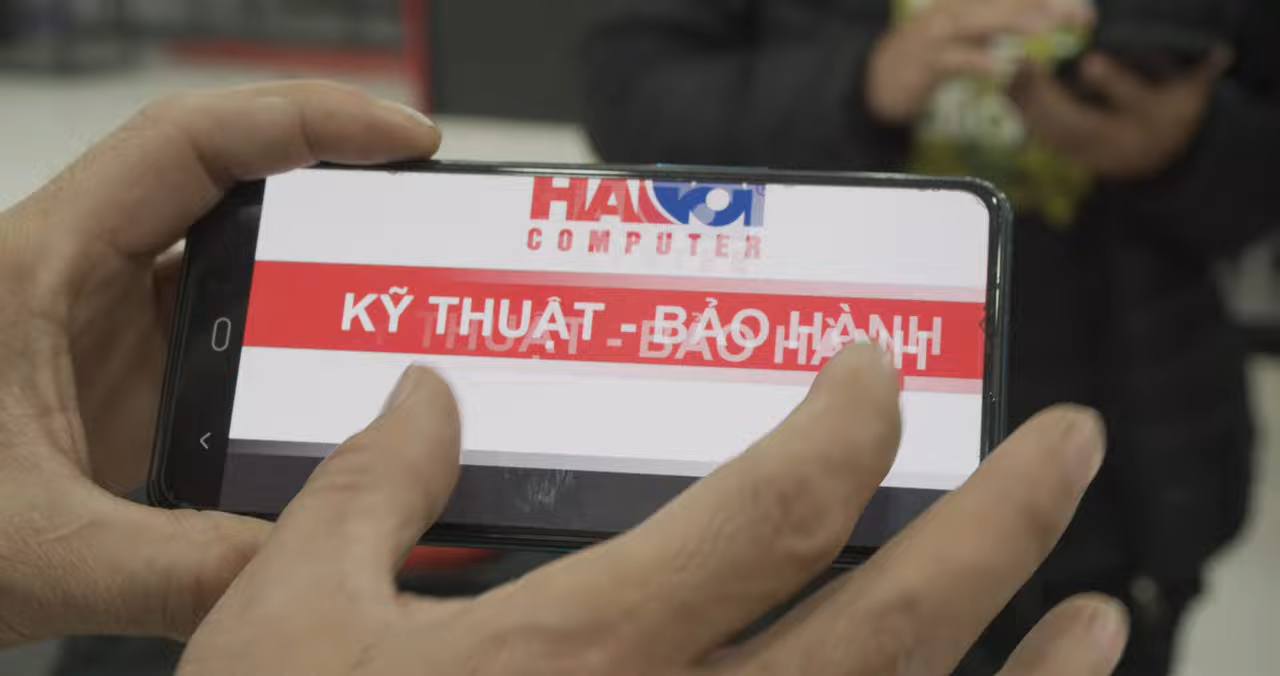 HANOI
COMPUTER
KỸ THUẬT - BẢO HÀNH